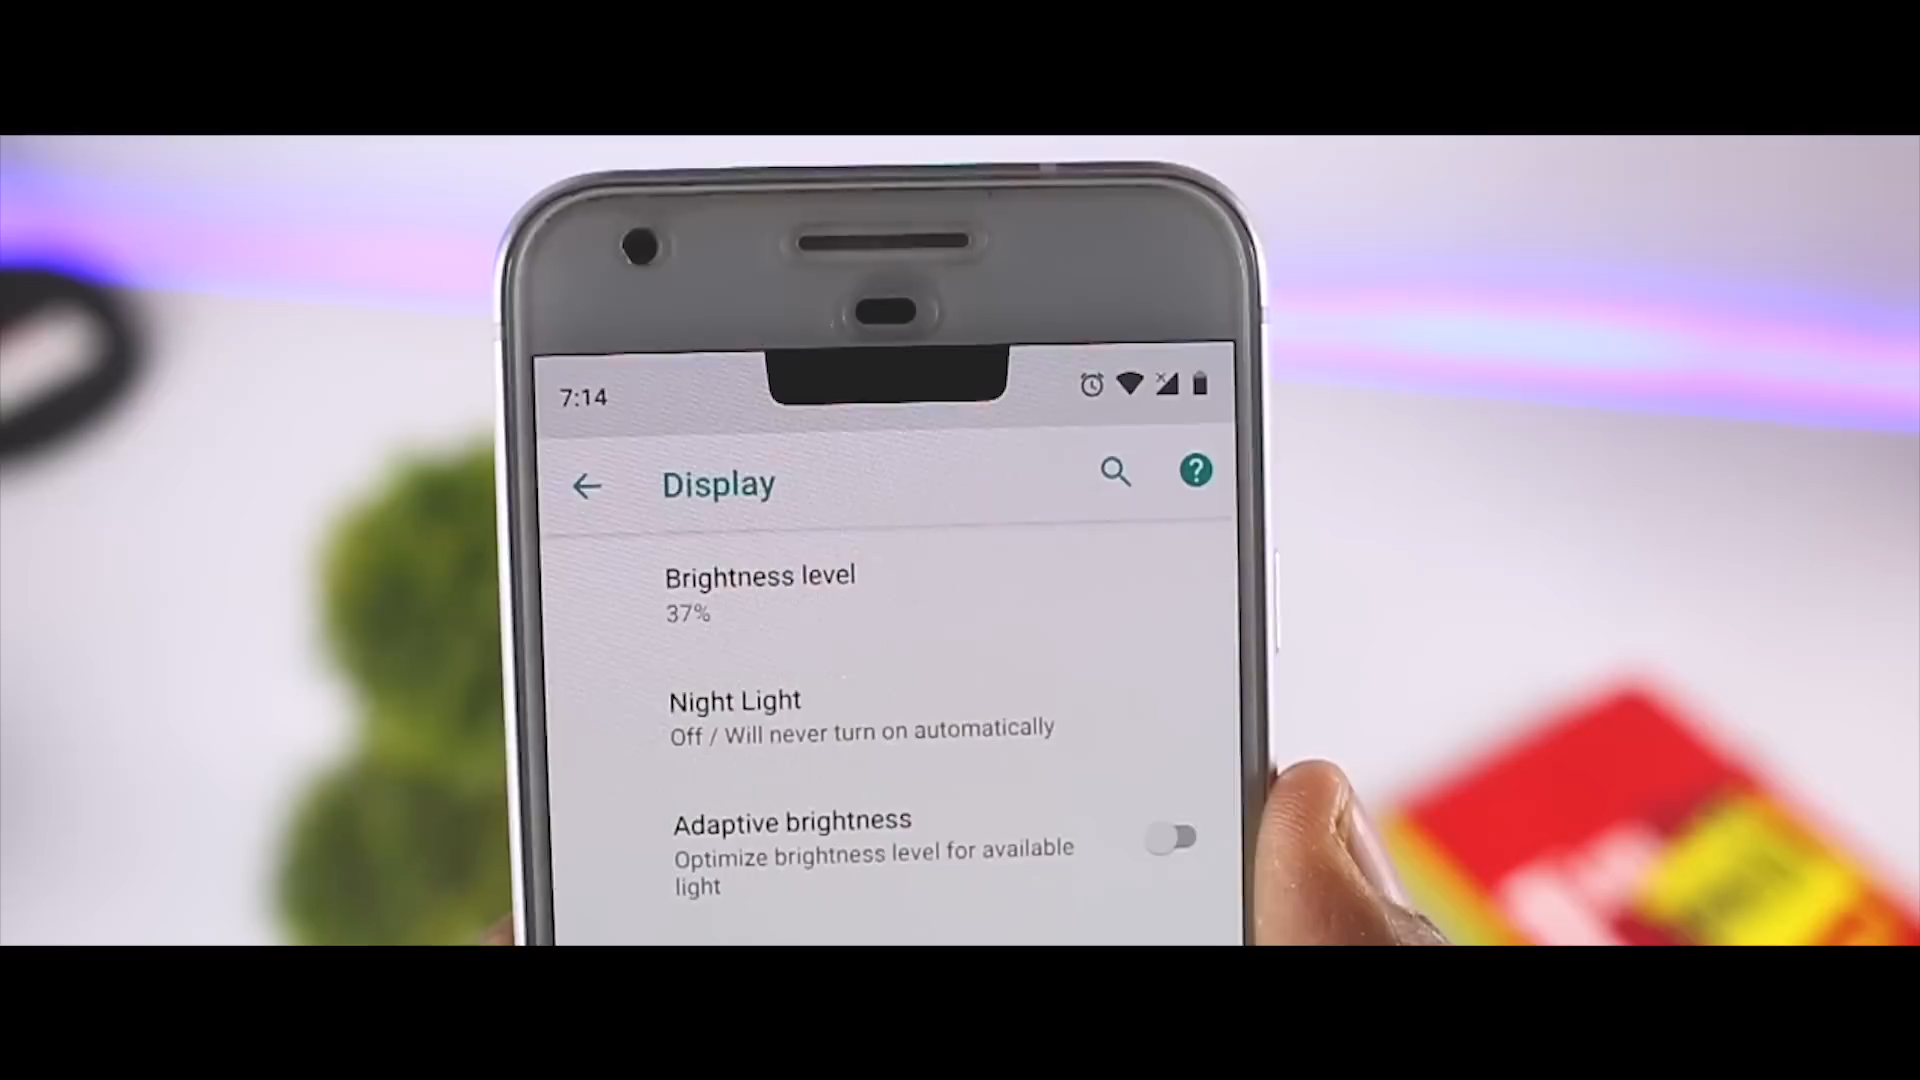 7:14
Display
Brightness level
37%
Night Light
Off / Will never turn on automatically
Adaptive brightness
Optimize brightness level for available
light